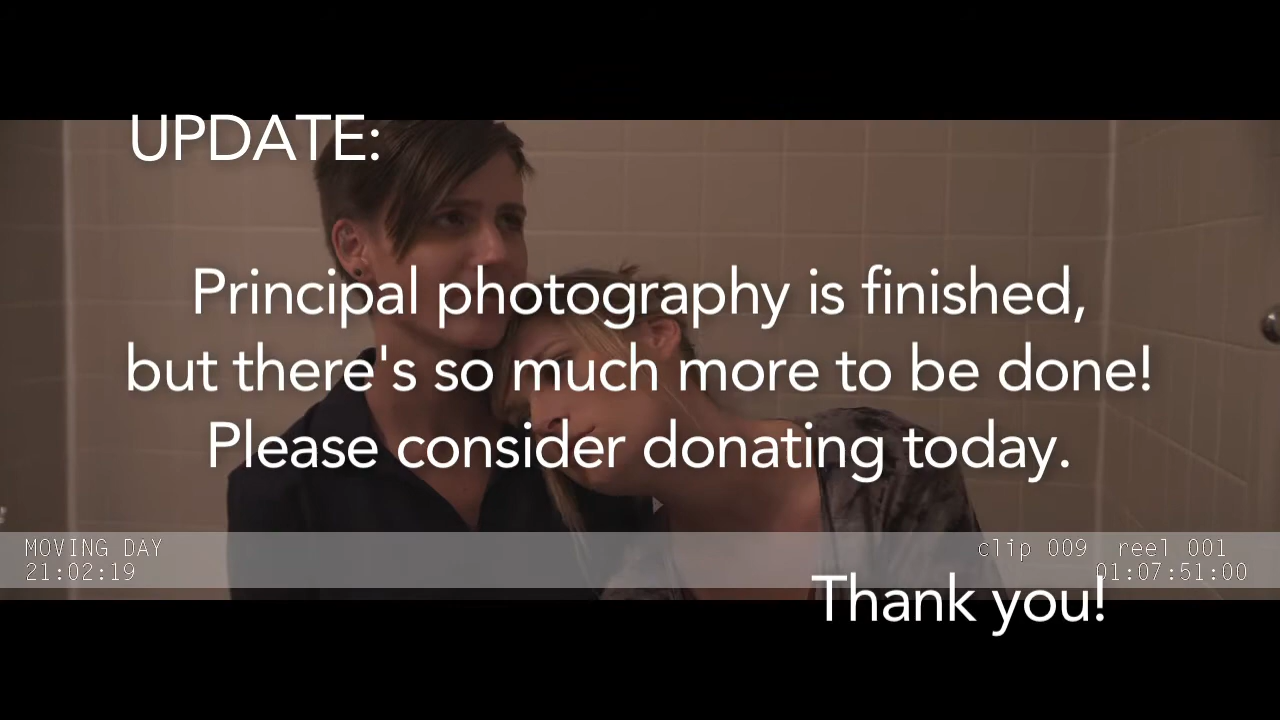 UPDATE:
Principal photography is finished,
but there's so much more to be done!
Please consider donating today.
MOVING DAY
clip 009 reel 001
21:02:19
01:07:51:00
Thank you!